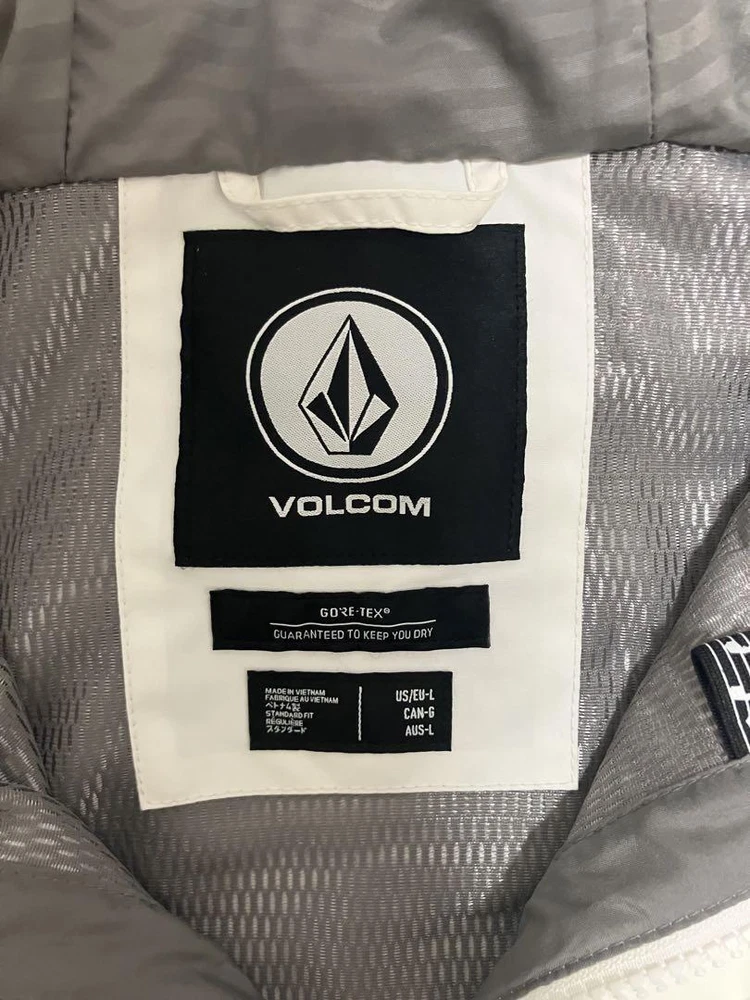 VOLCOM
GORE-TEX®
GUARANTEED TO KEEP YOU DRY
MADE IN VIETNAM
FABRIQUE AU VIETNAM
ベトナム製
STANDARD FIT
RÉGULIÈRE
スタンダード
US/EU-L
CAN-G
AUS-L